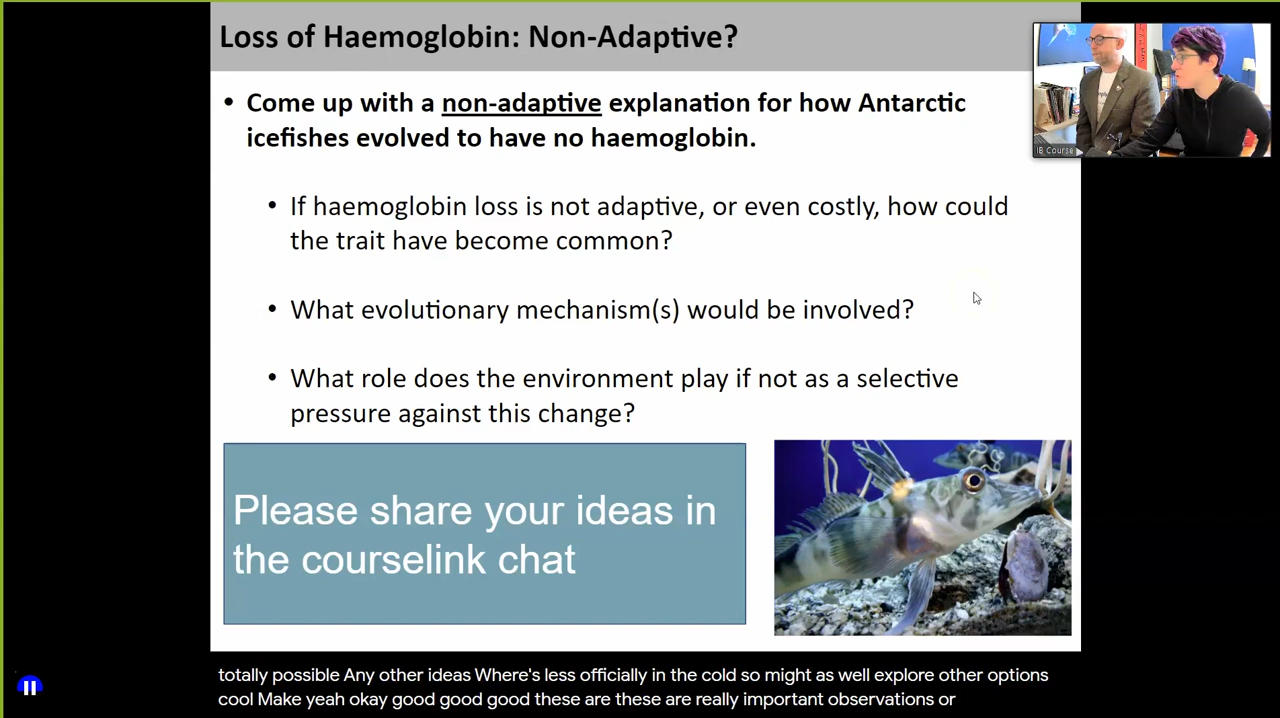 Loss of Haemoglobin: Non-Adaptive?
• Come up with a non-adaptive explanation for how Antarctic
icefishes evolved to have no haemoglobin.
• If haemoglobin loss is not adaptive, or even costly, how could
the trait have become common?
• What evolutionary mechanism(s) would be involved?
• What role does the environment play if not as a selective
pressure against this change?
Please share your ideas in
the courselink chat
IB Course
totally possible Any other ideas Where's less officially in the cold so might as well explore other options
cool Make yeah okay good good good these are these are really important observations or